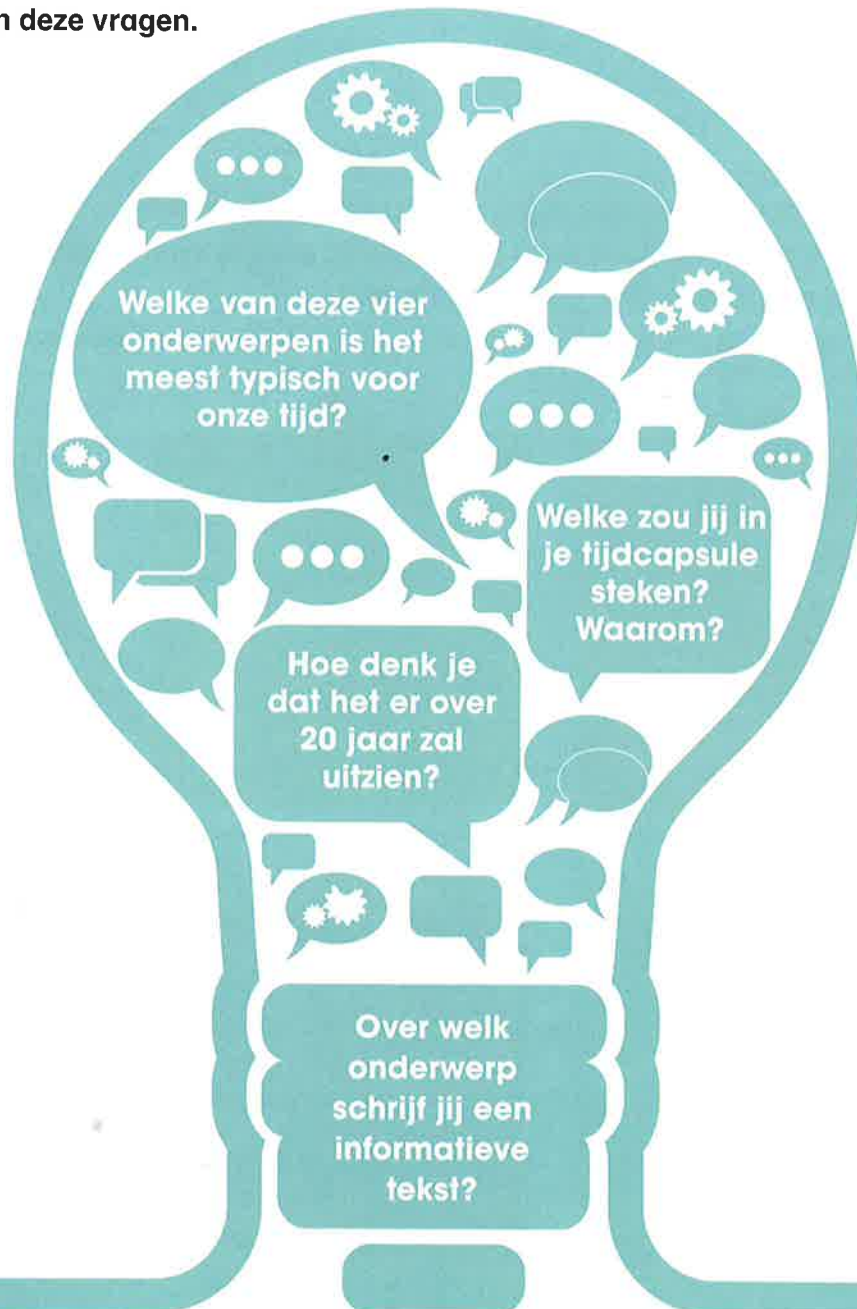 deze vragen.
Welke van deze vier
onderwerpen is het
meest typisch voor
onze tijd?
Welke zou jij in
je tijdcapsule
steken?
Waarom?
Hoe denk je
dat het er over
20 jaar zal
uitzien?
Over welk
onderwerp
schrijf jij een
informatieve
tekst?